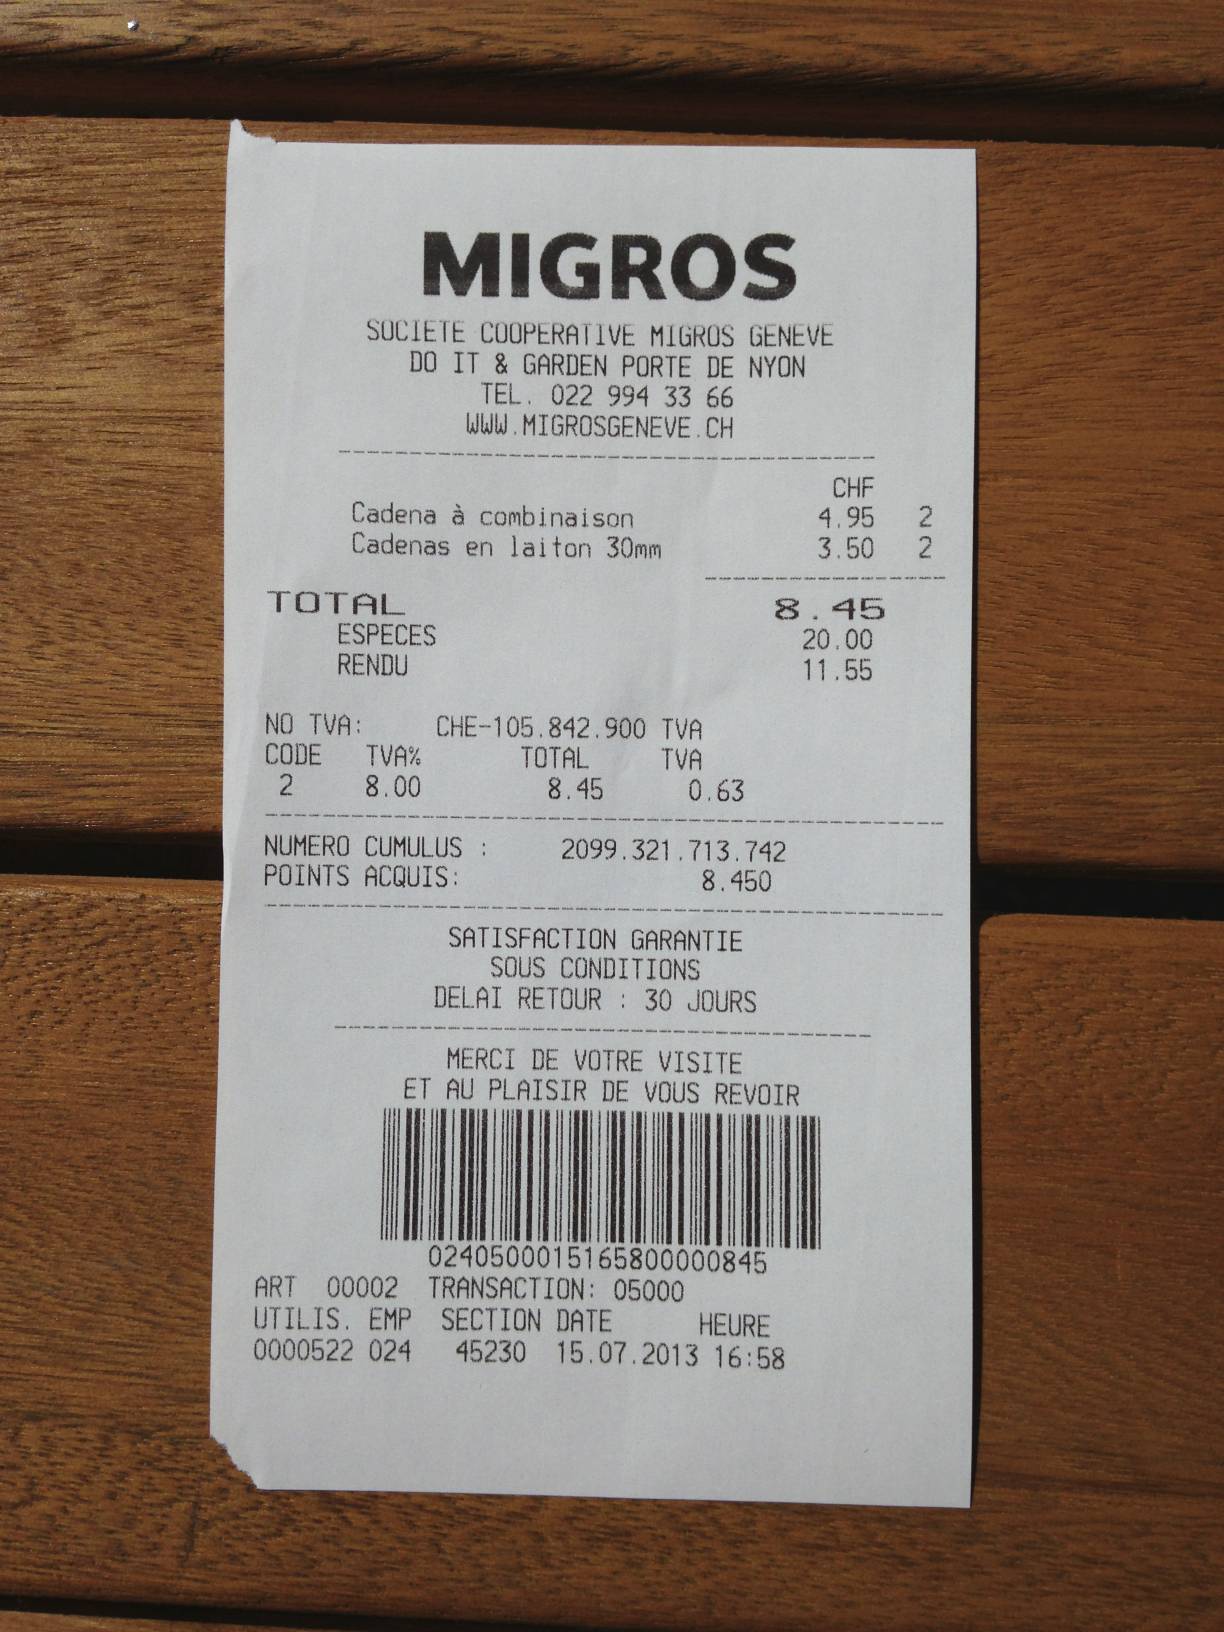 MIGROS
SOCIETE COOPERATIVE MIGROS GENEVE
DO IT & GARDEN PORTE DE NYON
TEL. 022 994 33 66
WWW.MIGROSGENEVE.CH
CHF
Cadena à combinaison 4.95 2
Cadenas en laiton 30mm 3.50 2
TOTAL 8.45
ESPECES 20.00
RENDU 11.55
NO TVA: CHE-105.842.900 TVA
CODE TVA% TOTAL TVA
2 8.00 8.45 0.63
NUMERO CUMULUS : 2099.321.713.742
POINTS ACQUIS: 8.450
SATISFACTION GARANTIE
SOUS CONDITIONS
DELAI RETOUR : 30 JOURS
MERCI DE VOTRE VISITE
ET AU PLAISIR DE VOUS REVOIR
0240500015165800000845
ART 00002 TRANSACTION: 05000
UTILIS. EMP SECTION DATE HEURE
0000522 024 45230 15.07.2013 16:58